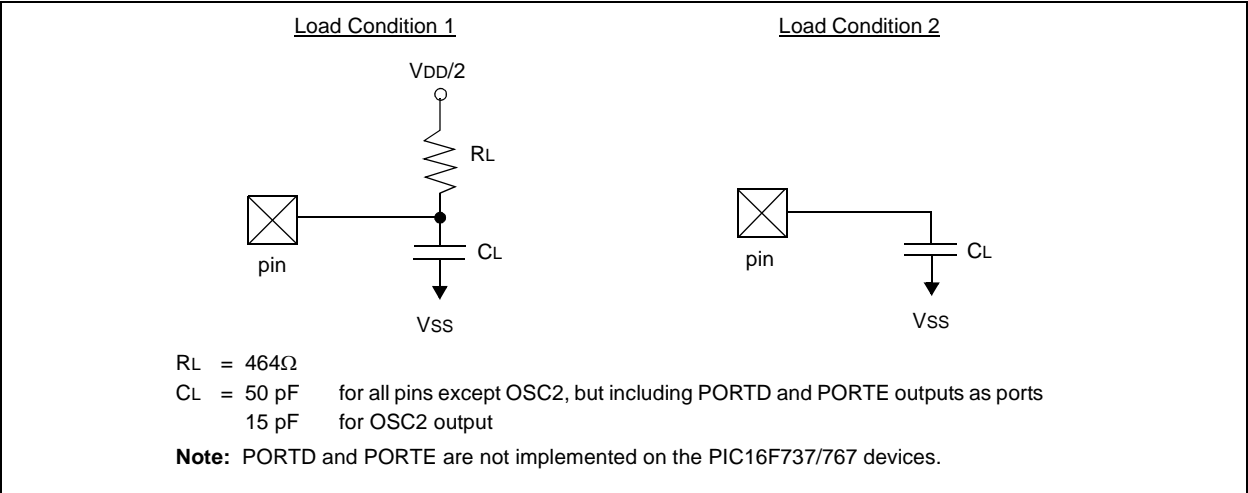 Load Condition 1
VDD/2
RL
pin
CL
VSS
Load Condition 2
pin
CL
VSS
RL = 464Ω
CL = 50 pF for all pins except OSC2, but including PORTD and PORTE outputs as ports
15 pF for OSC2 output
Note: PORTD and PORTE are not implemented on the PIC16F737/767 devices.